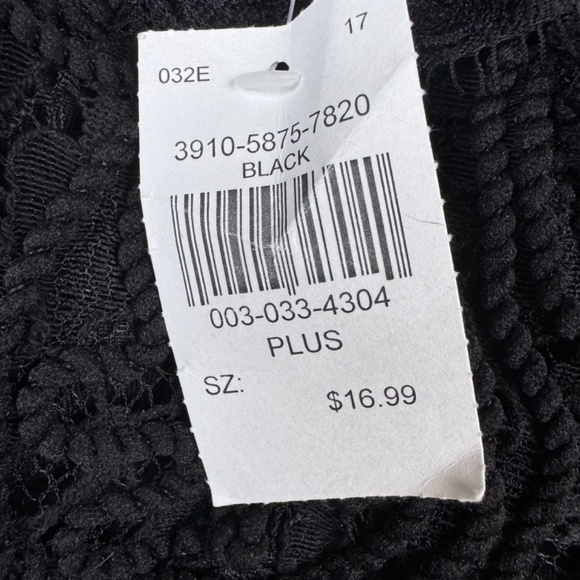 032E 17
3910-5875-7820
BLACK
003-033-4304
PLUS
SZ:
$16.99